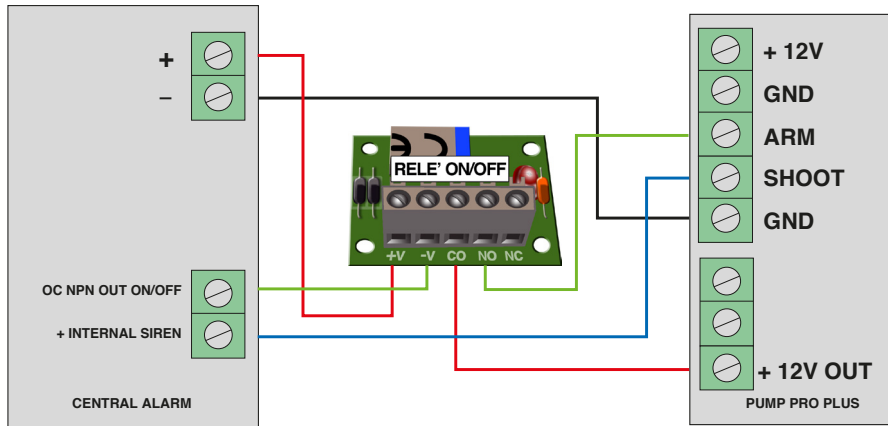 +
–
OC NPN OUT ON/OFF
+ INTERNAL SIREN
CENTRAL ALARM
RELE' ON/OFF
+V -V CO NO NC
+ 12V
GND
ARM
SHOOT
GND
+ 12V OUT
PUMP PRO PLUS